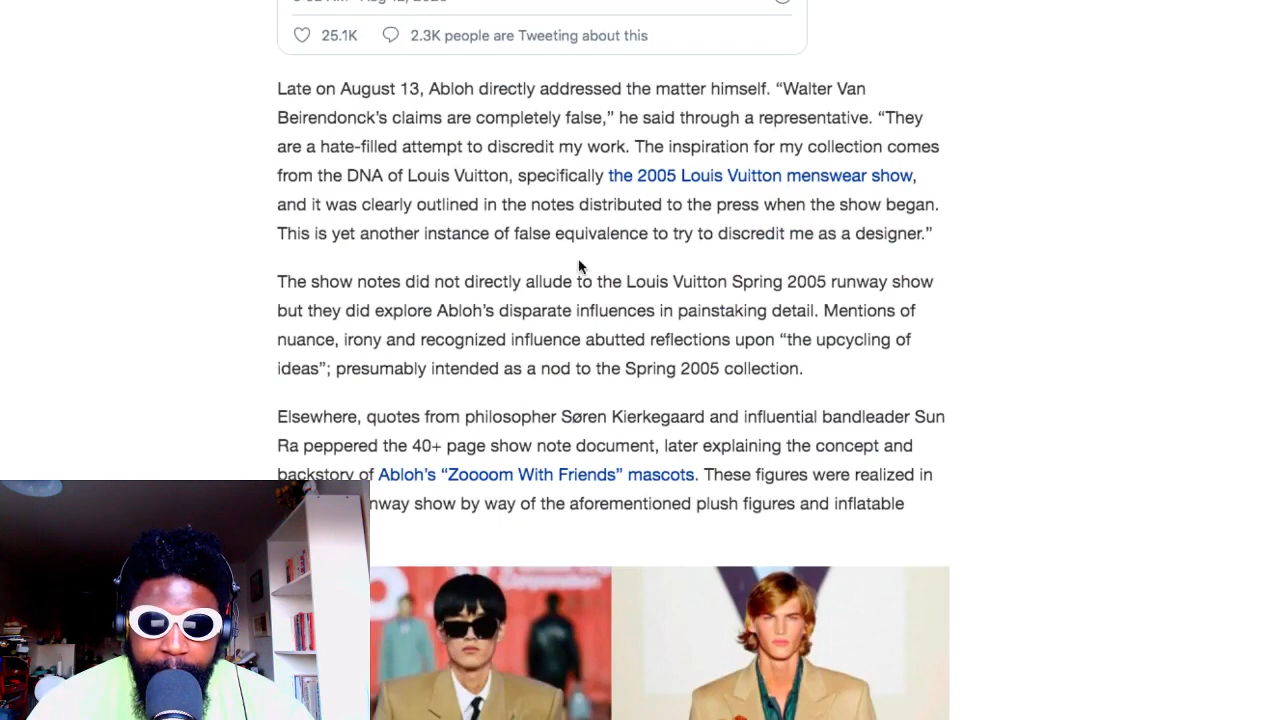 25.1K 2.3K people are Tweeting about this
Late on August 13, Abloh directly addressed the matter himself. “Walter Van
Beirendonck’s claims are completely false,” he said through a representative. “They
are a hate-filled attempt to discredit my work. The inspiration for my collection comes
from the DNA of Louis Vuitton, specifically the 2005 Louis Vuitton menswear show,
and it was clearly outlined in the notes distributed to the press when the show began.
This is yet another instance of false equivalence to try to discredit me as a designer.”
The show notes did not directly allude to the Louis Vuitton Spring 2005 runway show
but they did explore Abloh’s disparate influences in painstaking detail. Mentions of
nuance, irony and recognized influence abutted reflections upon “the upcycling of
ideas”; presumably intended as a nod to the Spring 2005 collection.
Elsewhere, quotes from philosopher Søren Kierkegaard and influential bandleader Sun
Ra peppered the 40+ page show note document, later explaining the concept and
backstory of Abloh’s “Zoooom With Friends” mascots. These figures were realized in
nway show by way of the aforementioned plush figures and inflatable